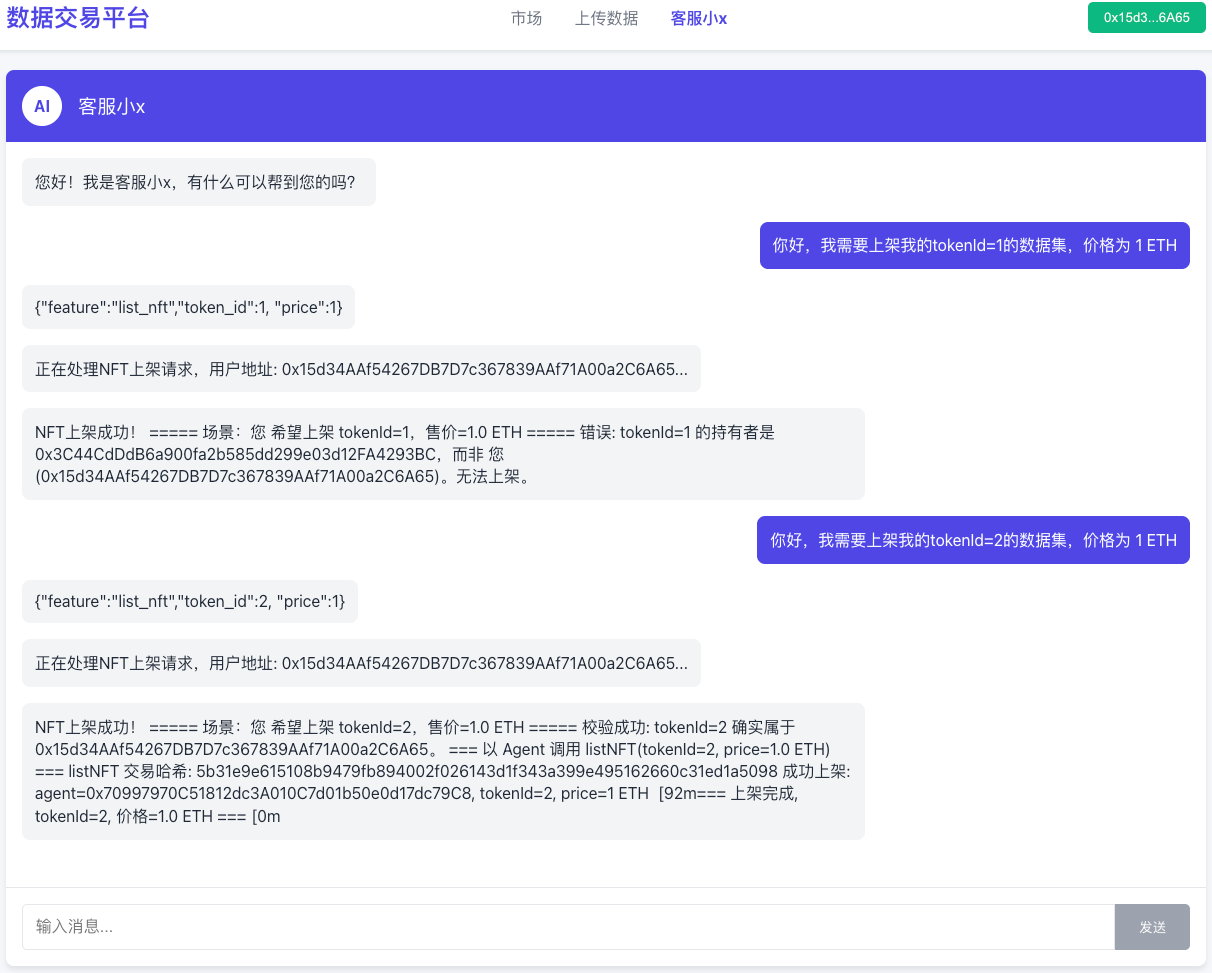 数据交易平台
市场 上传数据 客服小x
0x15d3...6A65
AI 客服小x
您好！我是客服小x，有什么可以帮到您的吗？
你好，我需要上架我的tokenId=1的数据集，价格为 1 ETH
{"feature":"list_nft","token_id":1, "price":1}
正在处理NFT上架请求，用户地址: 0x15d34AAf54267DB7D7c367839AAf71A00a2C6A65...
NFT上架成功！ ===== 场景：您 希望上架 tokenId=1，售价=1.0 ETH ===== 错误: tokenId=1 的持有者是
0x3C44CdDdB6a900fa2b585dd299e03d12FA4293BC，而非 您
(0x15d34AAf54267DB7D7c367839AAf71A00a2C6A65)。无法上架。
你好，我需要上架我的tokenId=2的数据集，价格为 1 ETH
{"feature":"list_nft","token_id":2, "price":1}
正在处理NFT上架请求，用户地址: 0x15d34AAf54267DB7D7c367839AAf71A00a2C6A65...
NFT上架成功！ ===== 场景：您 希望上架 tokenId=2，售价=1.0 ETH ===== 校验成功: tokenId=2 确实属于
0x15d34AAf54267DB7D7c367839AAf71A00a2C6A65。 === 以 Agent 调用 listNFT(tokenId=2, price=1.0 ETH)
=== listNFT 交易哈希: 5b31e9e615108b9479fb894002f026143d1f343a399e495162660c31ed1a5098 成功上架:
agent=0x70997970C51812dc3A010C7d01b50e0d17dc79C8, tokenId=2, price=1 ETH [92m=== 上架完成,
tokenId=2, 价格=1.0 ETH === [0m
输入消息...
发送